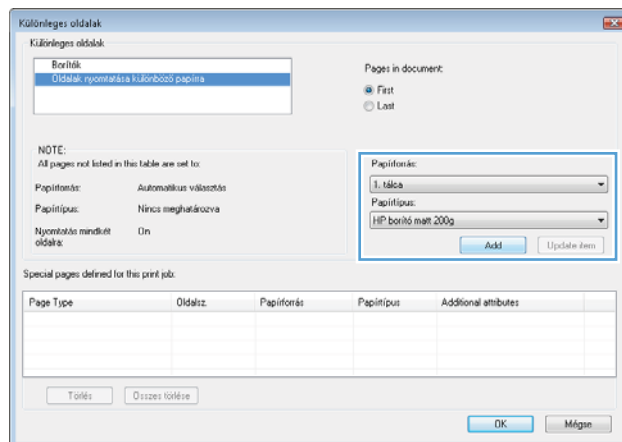 Különleges oldalak
Különleges oldalak
Borítók
Oldalak nyomtatása különböző papírra
Pages in document:
First
Last
NOTE:
All pages not listed in this table are set to:
Papírforrás:
Automatikus választás
Papírtípus:
Nincs meghatározva
Nyomtatás mindkét oldalra:
On
Papírforrás:
1. tálca
Papírtípus:
HP borító matt 200g
Add
Update item
Special pages defined for this print job:
Page Type
Oldalsz.
Papírforrás
Papírtípus
Additional attributes
Törlés
Összes törlése
OK
Mégse